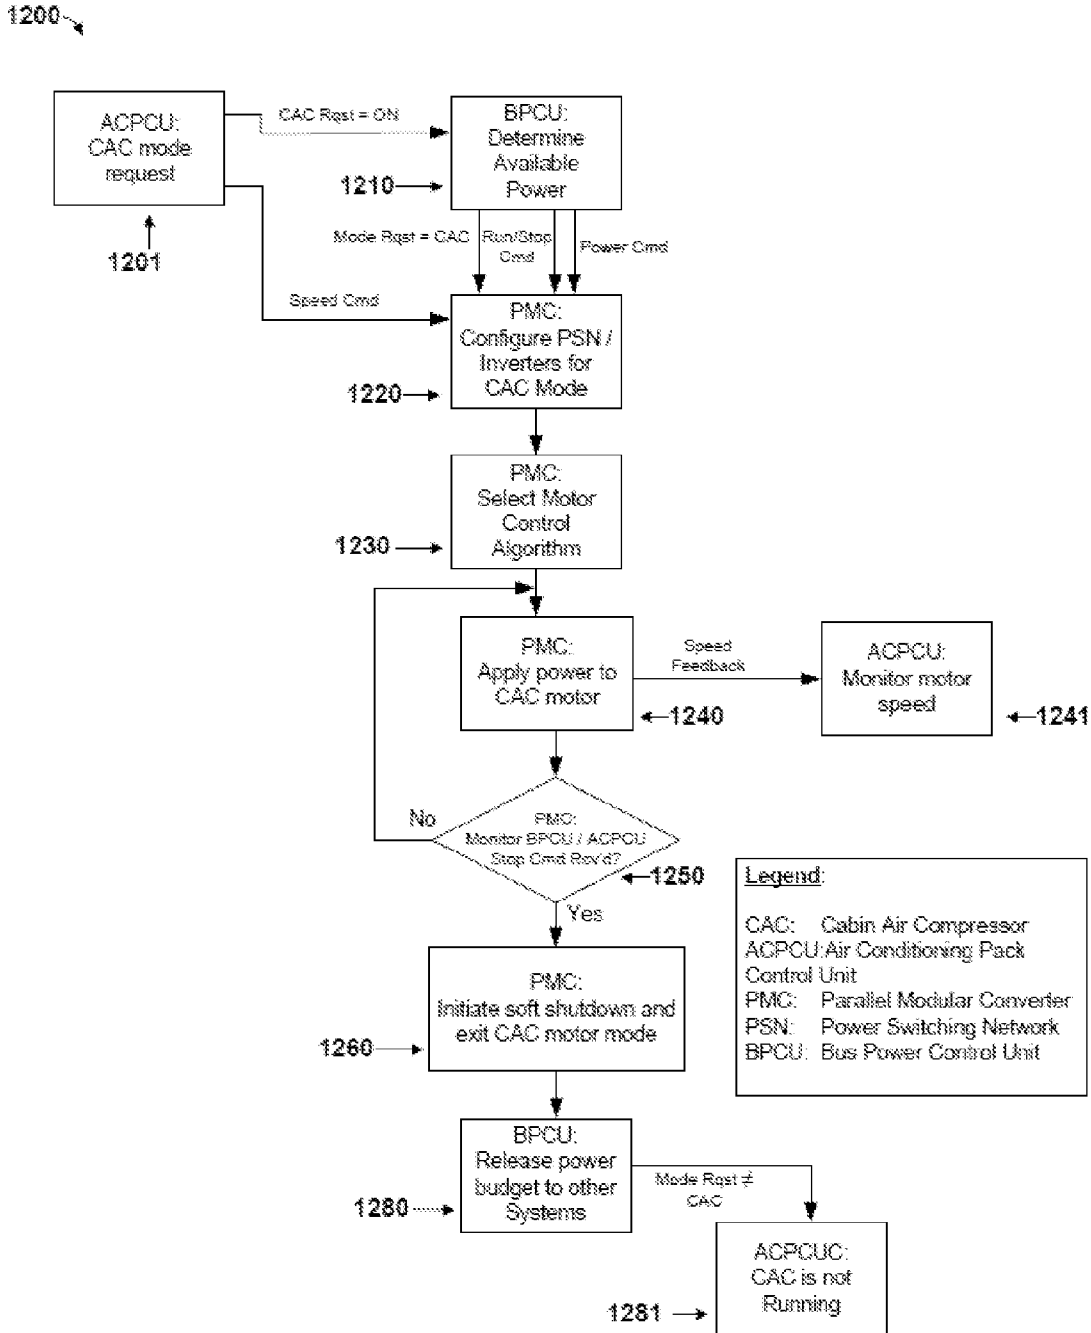 1200
ACPCU:
CAC mode
request
1201
CAC Rqst = ON
BPCU:
Determine
Available
Power
1210
Mode Rqst = CAC
Run/Stop
Cmd
Power Cmd
Speed Cmd
PMC:
Configure PSN /
Inverters for
CAC Mode
1220
PMC:
Select Motor
Control
Algorithm
1230
PMC:
Apply power to
CAC motor
1240
Speed
Feedback
ACPCU:
Monitor motor
speed
1241
PMC:
Monitor BPCU / ACPCU
Stop Cmd Rcv'd?
1250
No
Yes
PMC:
Initiate soft shutdown and
exit CAC motor mode
1260
BPCU:
Release power
budget to other
Systems
1280
Mode Rqst ≠
CAC
ACPCUC:
CAC is not
Running
1281
Legend:
CAC: Cabin Air Compressor
ACPCU:Air Conditioning Pack
Control Unit
PMC: Parallel Modular Converter
PSN: Power Switching Network
BPCU: Bus Power Control Unit